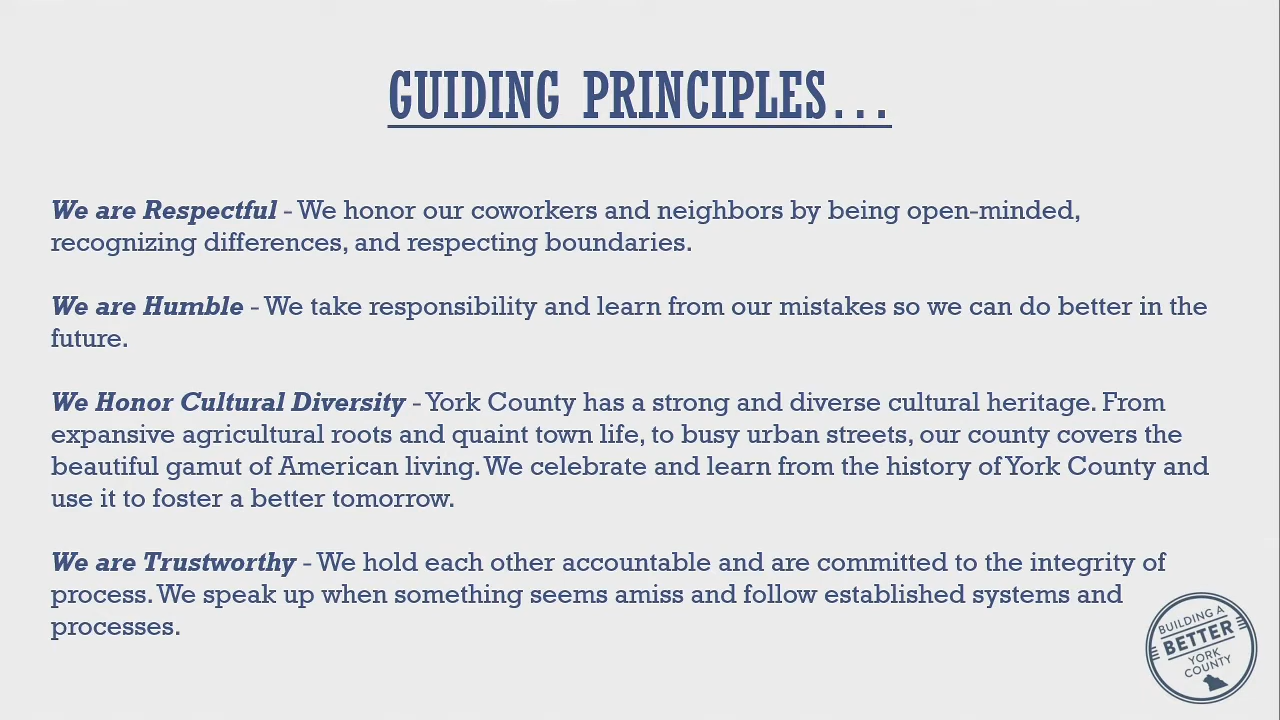 GUIDING PRINCIPLES...
We are Respectful - We honor our coworkers and neighbors by being open-minded,
recognizing differences, and respecting boundaries.
We are Humble - We take responsibility and learn from our mistakes so we can do better in the
future.
We Honor Cultural Diversity - York County has a strong and diverse cultural heritage. From
expansive agricultural roots and quaint town life, to busy urban streets, our county covers the
beautiful gamut of American living. We celebrate and learn from the history of York County and
use it to foster a better tomorrow.
We are Trustworthy - We hold each other accountable and are committed to the integrity of
process. We speak up when something seems amiss and follow established systems and
processes.
BUILDING A
BETTER
YORK
COUNTY